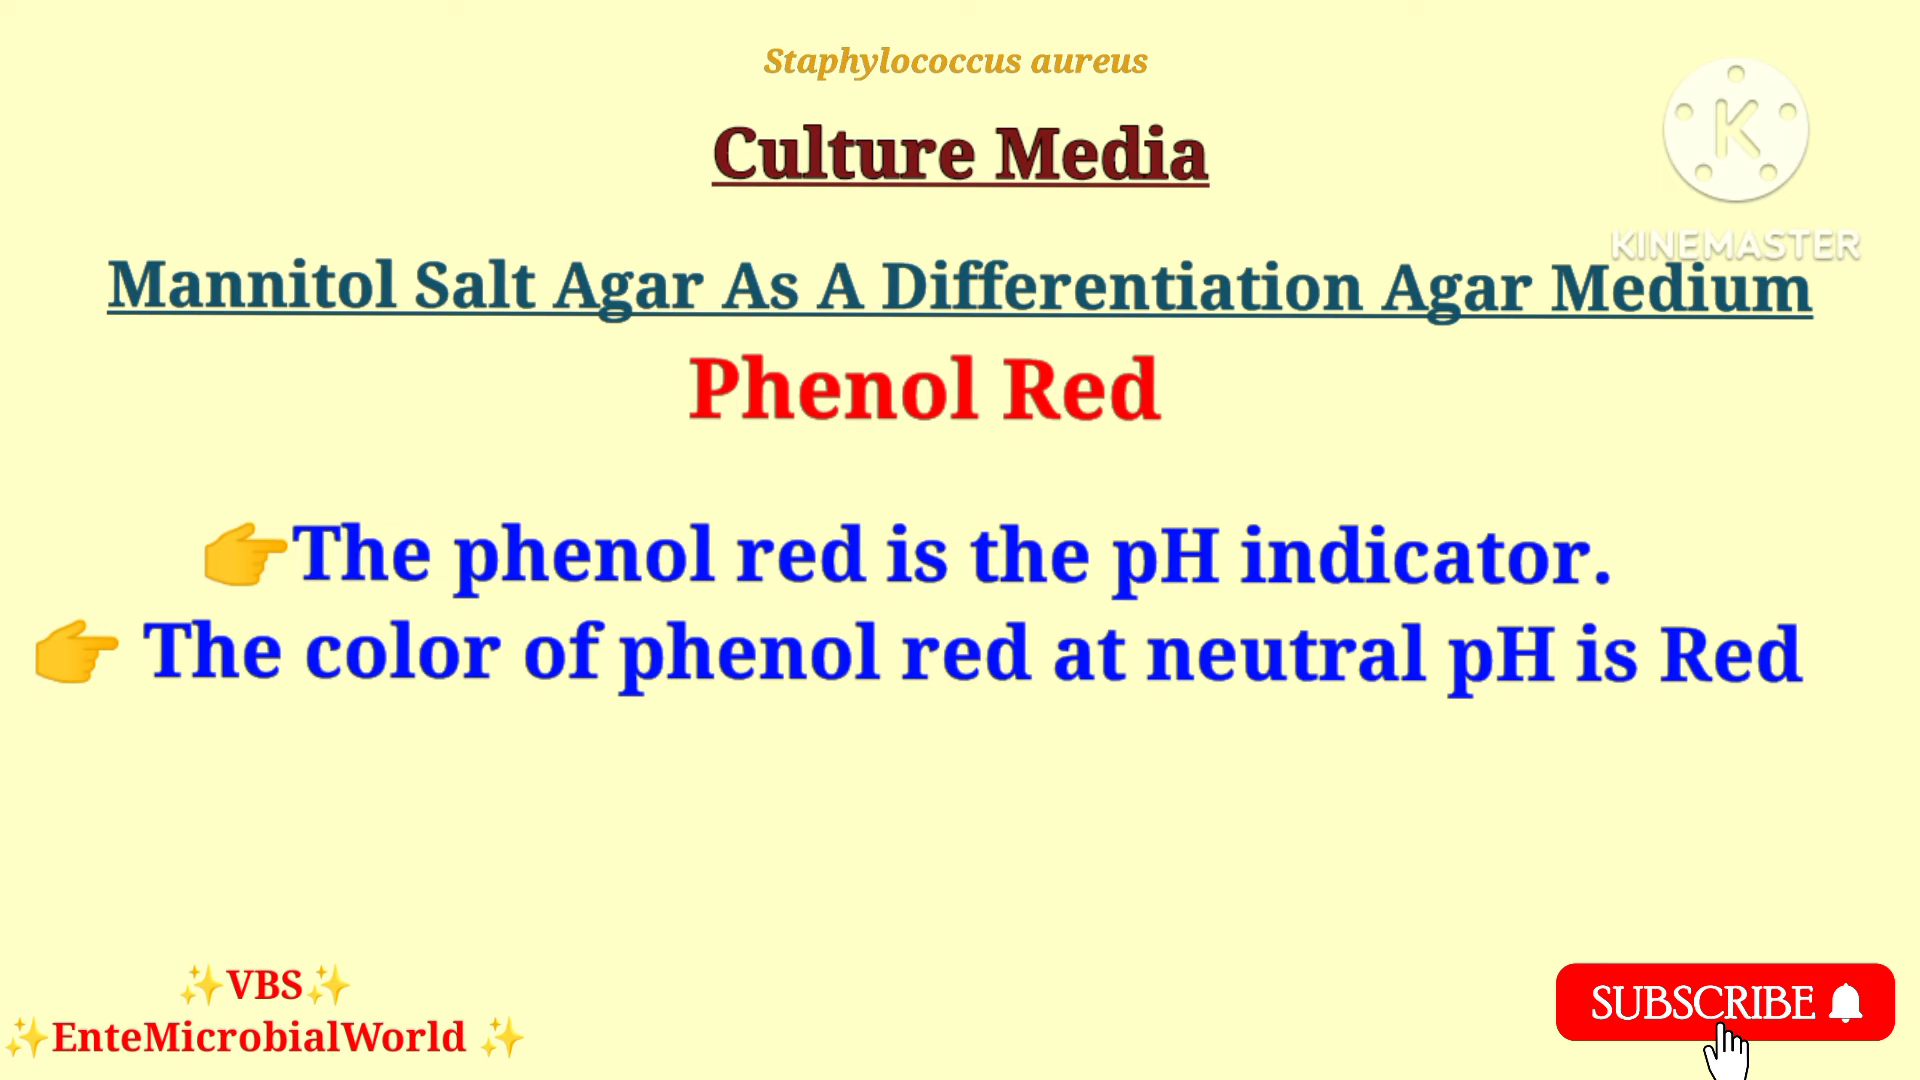 Staphylococcus aureus
Culture Media
KINEMASTER
Mannitol Salt Agar As A Differentiation Agar Medium
Phenol Red
👉The phenol red is the pH indicator.
👉 The color of phenol red at neutral pH is Red
✨VBS✨
✨EnteMicrobialWorld ✨
SUBSCRIBE